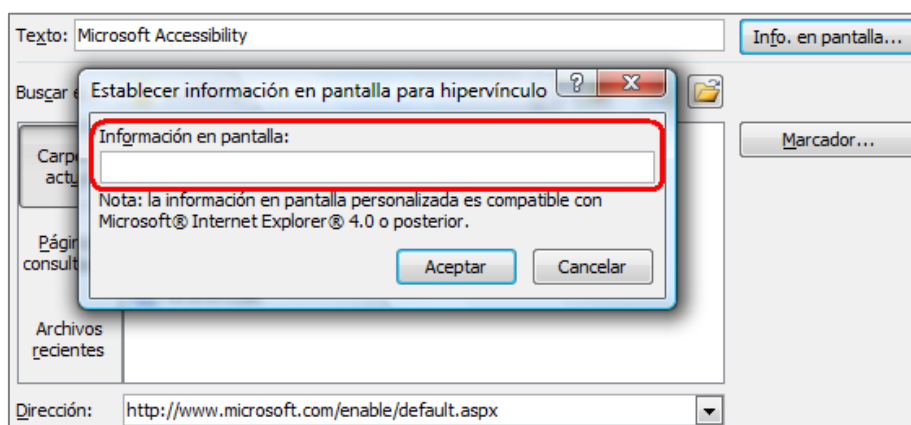 Texto: Microsoft Accessibility
Info. en pantalla...
Buscar
Establecer información en pantalla para hipervínculo
Información en pantalla:
Marcador...
Nota: la información en pantalla personalizada es compatible con
Microsoft® Internet Explorer® 4.0 o posterior.
Aceptar Cancelar
Archivos
recientes
Dirección: http://www.microsoft.com/enable/default.aspx